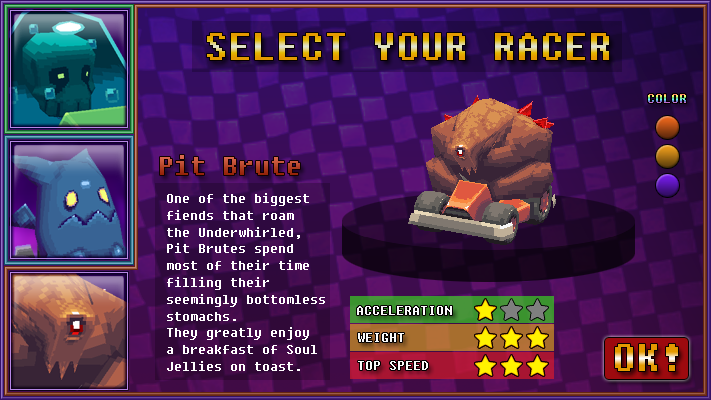 SELECT YOUR RACER
COLOR
Pit Brute
One of the biggest
fiends that roam
the Underwhirled,
Pit Brutes spend
most of their time
filling their
seemingly bottomless
stomachs.
They greatly enjoy
a breakfast of Soul
Jellies on toast.
ACCELERATION
WEIGHT
TOP SPEED
OK!